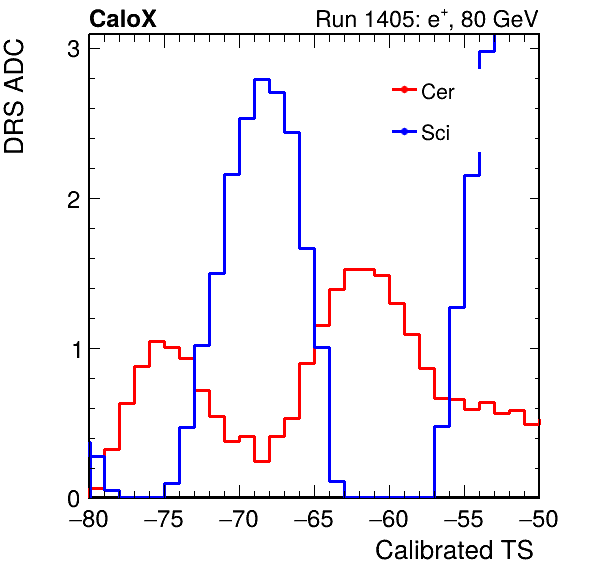 CaloX Run 1405: e⁺, 80 GeV
DRS ADC
3
Cer
Sci
2
1
0
−80 −75 −70 −65 −60 −55 −50
Calibrated TS